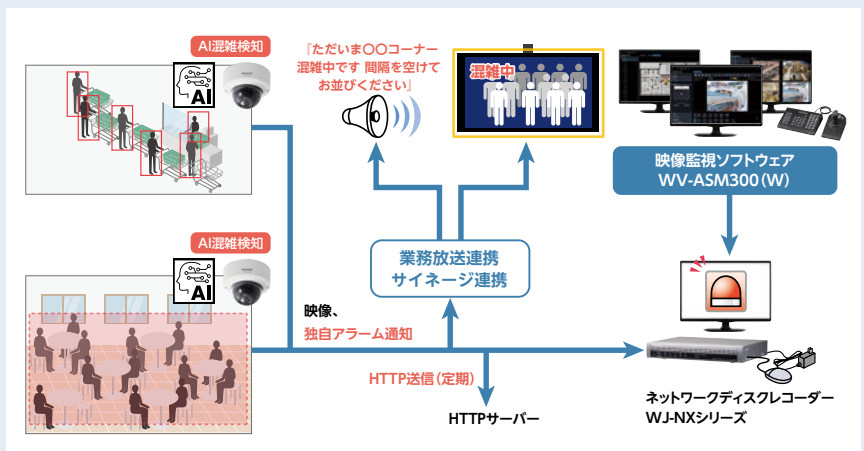 AI混雑検知
AI
『ただいま〇〇コーナー
混雑中です 間隔を空けて
お並びください』
混雑中
映像監視ソフトウェア
WV-ASM300(W)
AI混雑検知
AI
業務放送連携
サイネージ連携
映像、
独自アラーム通知
HTTP送信(定期)
HTTPサーバー
ネットワークディスクレコーダー
WJ-NXシリーズ